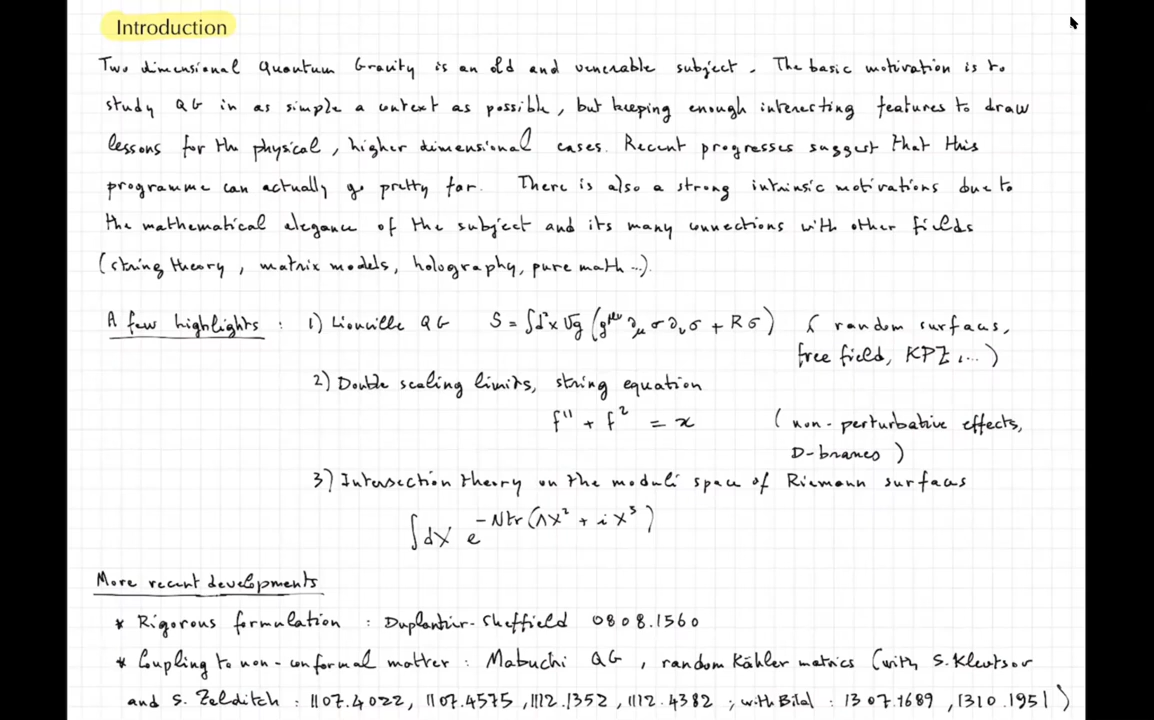 Introduction
Two dimensional Quantum Gravity is an old and venerable subject. The basic motivation is to
study QG in as simple a context as possible, but keeping enough interesting features to draw
lessons for the physical, higher dimensional cases. Recent progresses suggest that this
programme can actually go pretty far. There is also a strong intrinsic motivations due to
the mathematical elegance of the subject and its many connections with other fields
(string theory, matrix models, holography, pure math...).
A few highlights : 1) Liouville QG S = ∫d²x √g (g^{μν} ∂_μ σ ∂_ν σ + Rσ) ( random surfaces,
free field, KPZ, ...)
2) Double scaling limits, string equation
f'' + f² = x (non-perturbative effects,
D-branes)
3) Intersection theory on the moduli space of Riemann surfaces
∫dX e^{-Ntr(ΛX² + iX³)}
More recent developments
* Rigorous formulation : Duplantier-Sheffield 0808.1560
* Coupling to non-conformal matter : Mabuchi QG, random Kähler metrics (with S. Klevtsov
and S. Zelditch : 1107.4022, 1107.4575, 1112.1352, 1112.4382 ; with Bilal : 1307.1689, 1310.1951)